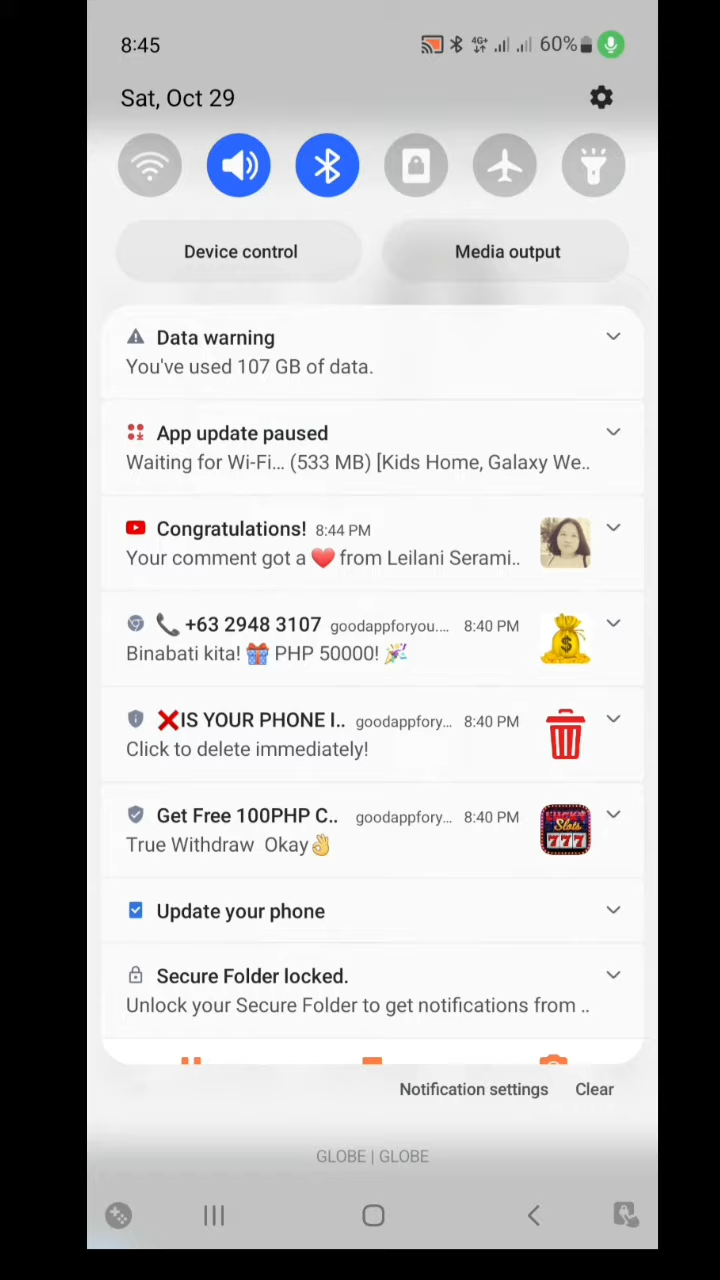 8:45
4G+ 60%
Sat, Oct 29
Device control
Media output
Data warning
You've used 107 GB of data.
App update paused
Waiting for Wi-Fi... (533 MB) [Kids Home, Galaxy We..
Congratulations! 8:44 PM
Your comment got a ❤️ from Leilani Serami..
📞 +63 2948 3107 goodappforyou.... 8:40 PM
Binabati kita! 🎁 PHP 50000! 🎉
❌IS YOUR PHONE I.. goodappfory... 8:40 PM
Click to delete immediately!
Get Free 100PHP C.. goodappfory... 8:40 PM
True Withdraw Okay👌
Slots
777
Update your phone
Secure Folder locked.
Unlock your Secure Folder to get notifications from ..
Notification settings
Clear
GLOBE | GLOBE